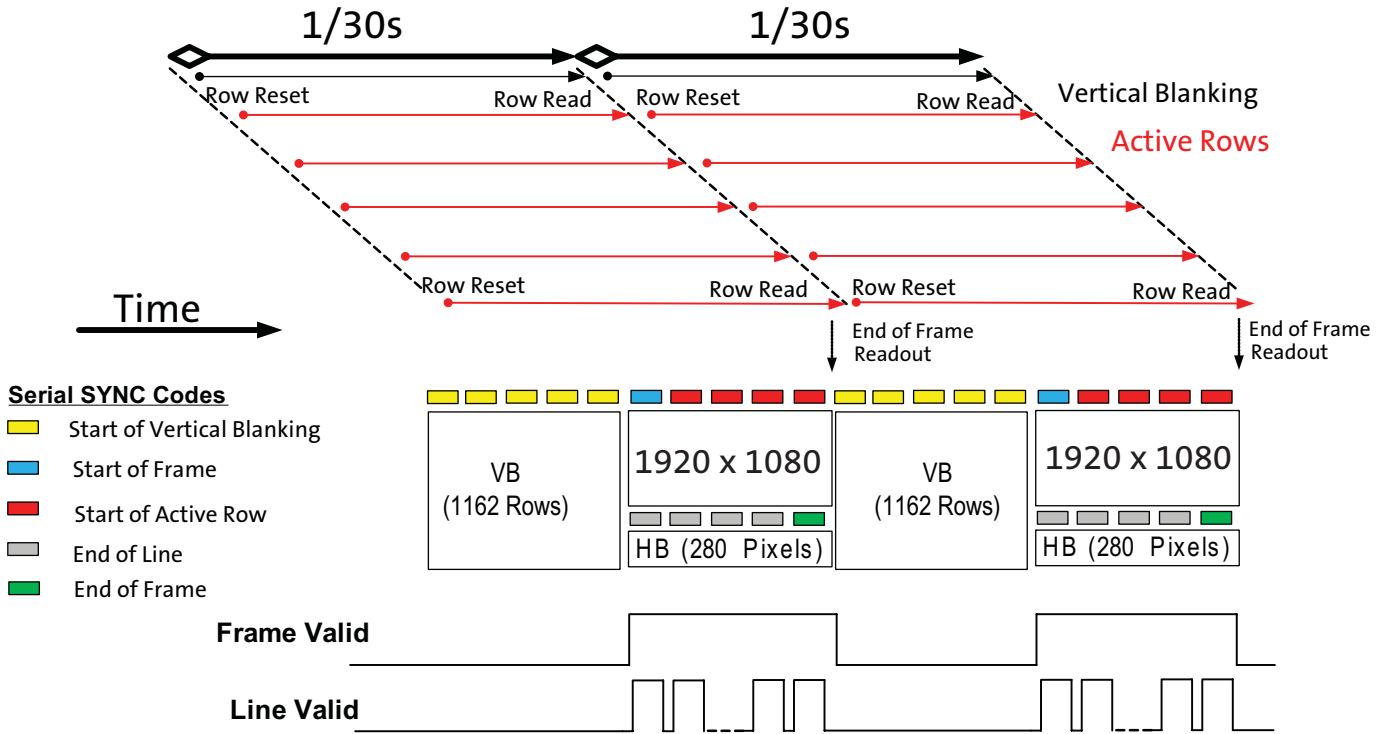 1/30s
1/30s
Row Reset
Row Read
Row Reset
Row Read
Vertical Blanking
Active Rows
Row Reset
Row Read
Row Reset
Row Read
Time
End of Frame
Readout
End of Frame
Readout
Serial SYNC Codes
Start of Vertical Blanking
Start of Frame
Start of Active Row
End of Line
End of Frame
VB
(1162 Rows)
1920 x 1080
HB (280 Pixels)
VB
(1162 Rows)
1920 x 1080
HB (280 Pixels)
Frame Valid
Line Valid